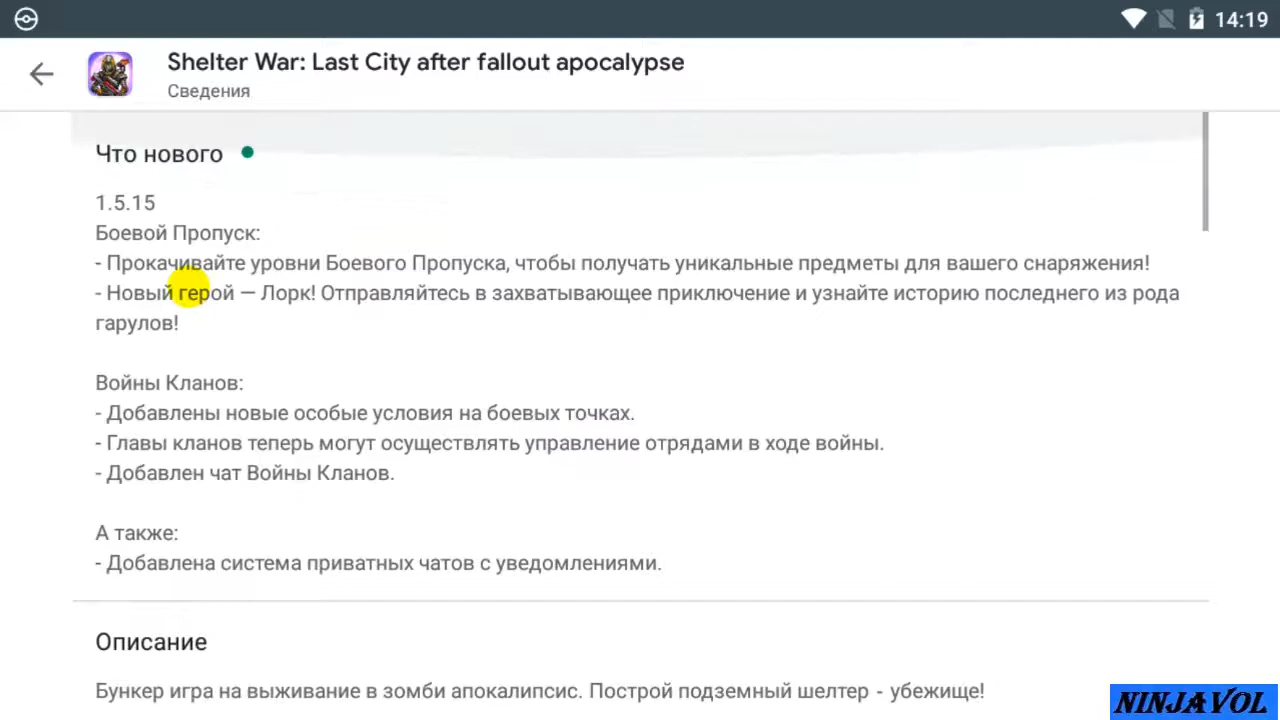 14:19
Shelter War: Last City after fallout apocalypse
Сведения
Что нового
1.5.15
Боевой Пропуск:
- Прокачивайте уровни Боевого Пропуска, чтобы получать уникальные предметы для вашего снаряжения!
- Новый герой — Лорк! Отправляйтесь в захватывающее приключение и узнайте историю последнего из рода
гарулов!
Войны Кланов:
- Добавлены новые особые условия на боевых точках.
- Главы кланов теперь могут осуществлять управление отрядами в ходе войны.
- Добавлен чат Войны Кланов.
А также:
- Добавлена система приватных чатов с уведомлениями.
Описание
Бункер игра на выживание в зомби апокалипсис. Построй подземный шелтер - убежище!
NINJAVOL